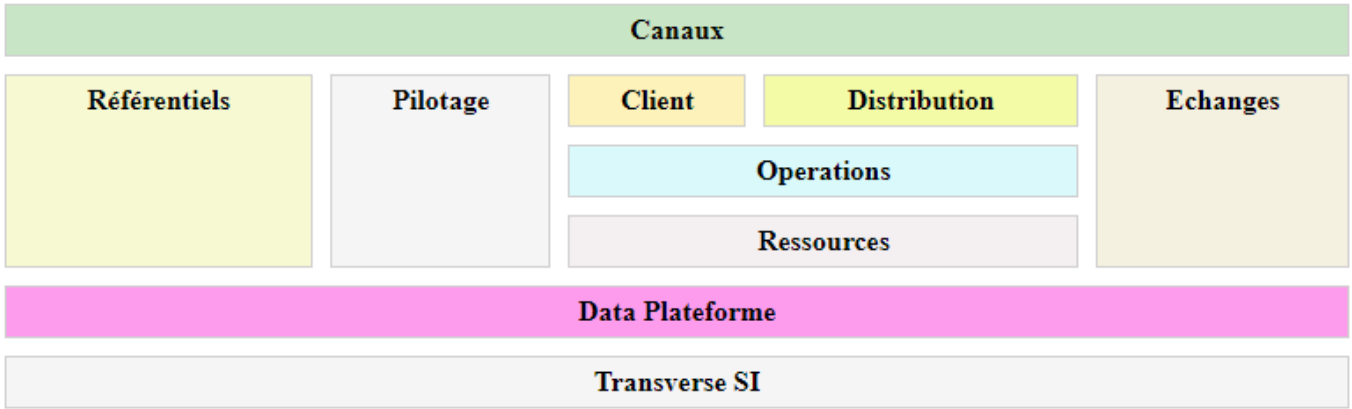 Canaux
Référentiels
Pilotage
Client
Distribution
Echanges
Operations
Ressources
Data Plateforme
Transverse SI